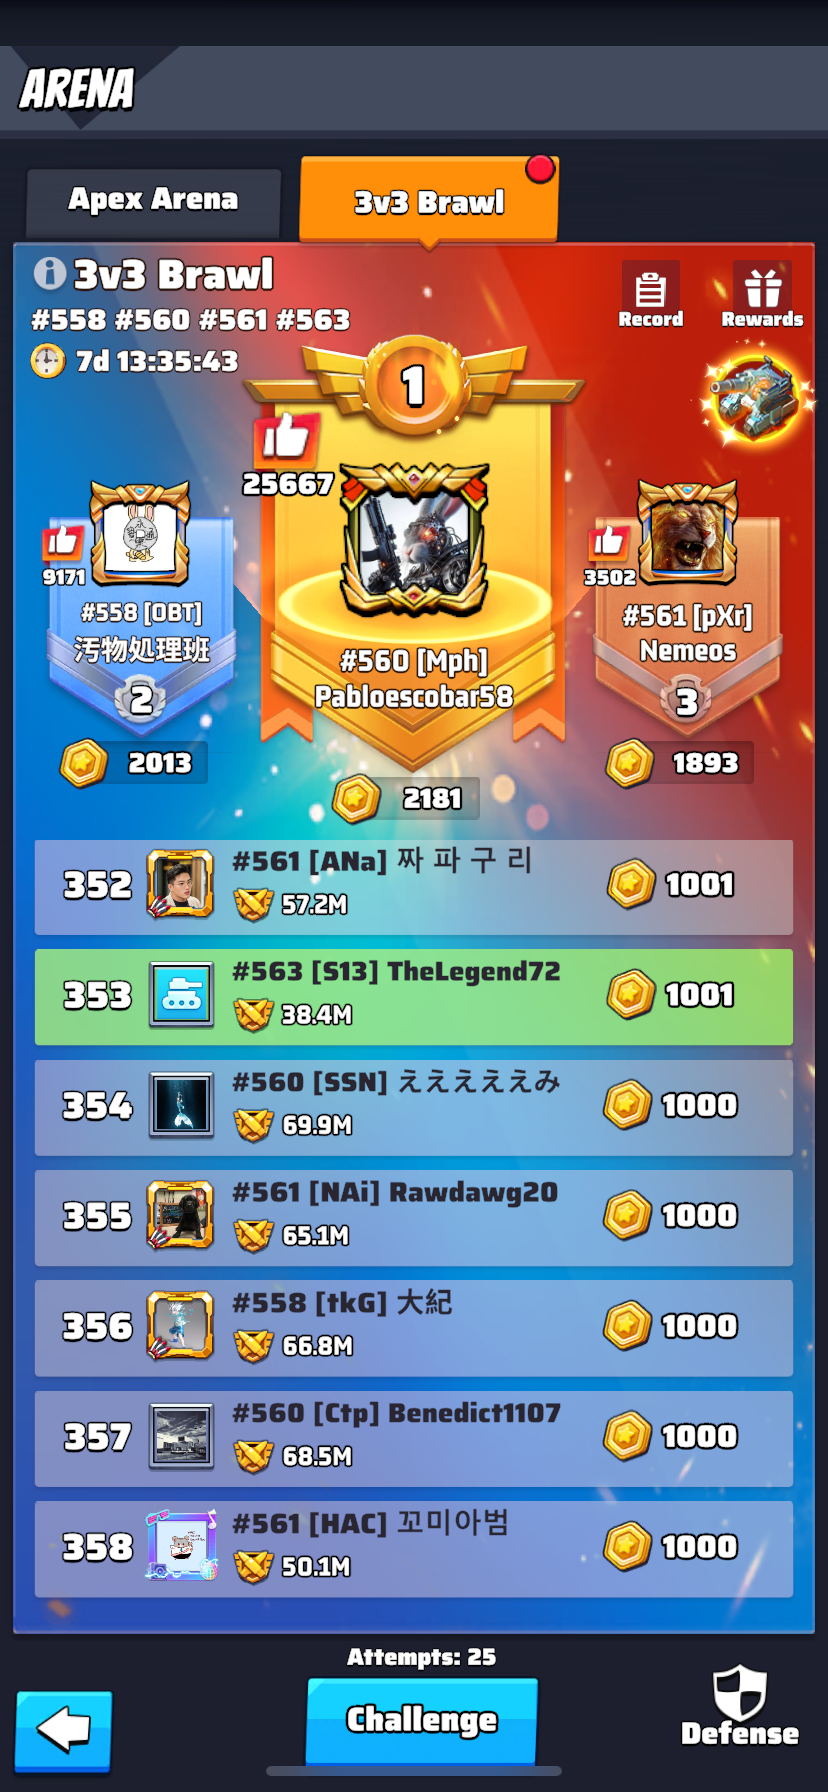 ARENA
Apex Arena
3v3 Brawl
3v3 Brawl
#558 #560 #561 #563
7d 13:35:43
Record
Rewards
1
25667
9171
3502
#558 [OBT]
汚物処理班
#560 [Mph]
Pabloescobar58
#561 [pXr]
Nemeos
2
3
2013
2181
1893
352
#561 [ANa] 짜 파 구 리
57.2M
1001
353
#563 [S13] TheLegend72
38.4M
1001
354
#560 [SSN] えええええみ
69.9M
1000
355
#561 [NAi] Rawdawg20
65.1M
1000
356
#558 [tkG] 大紀
66.8M
1000
357
#560 [Ctp] Benedict1107
68.5M
1000
358
#561 [HAC] 꼬미아범
50.1M
1000
Attempts: 25
Challenge
Defense